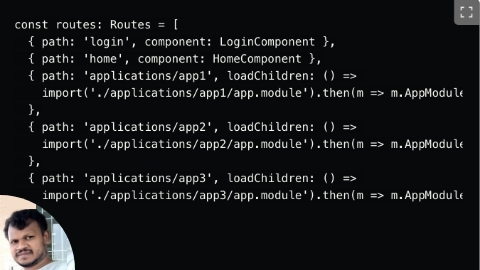 const routes: Routes = [
{ path: 'login', component: LoginComponent },
{ path: 'home', component: HomeComponent },
{ path: 'applications/app1', loadChildren: () =>
import('./applications/app1/app.module').then(m => m.AppModule
},
{ path: 'applications/app2', loadChildren: () =>
import('./applications/app2/app.module').then(m => m.AppModule
},
{ path: 'applications/app3', loadChildren: () =>
import('./applications/app3/app.module').then(m => m.AppModule